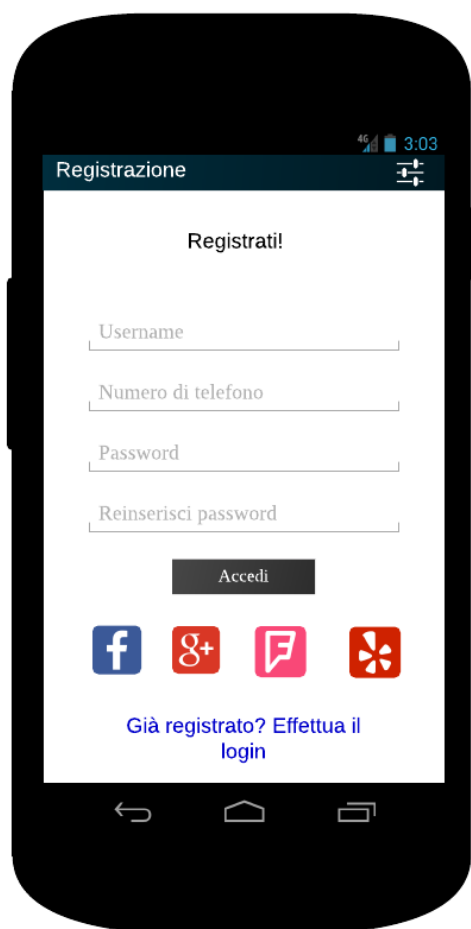 4G 3:03
Registrazione
Registrati!
Username
Numero di telefono
Password
Reinserisci password
Accedi
f g+ F
Già registrato? Effettua il
login